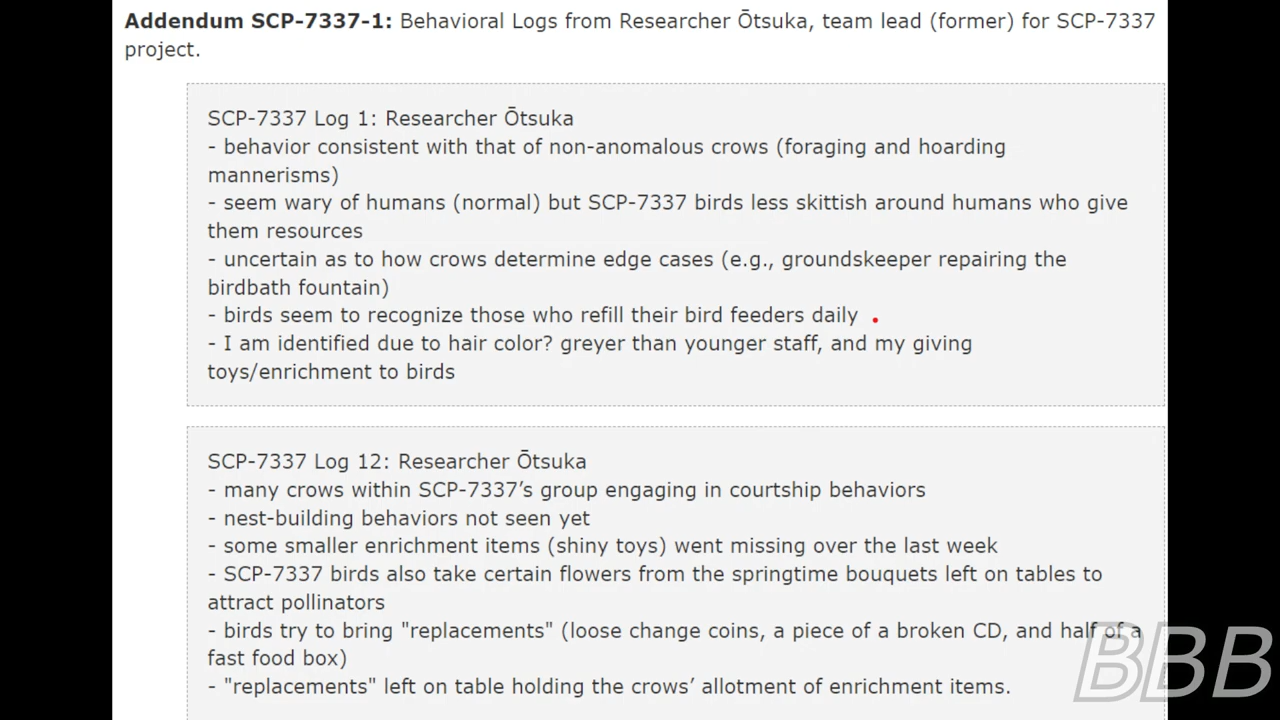 Addendum SCP-7337-1: Behavioral Logs from Researcher Ōtsuka, team lead (former) for SCP-7337
project.
SCP-7337 Log 1: Researcher Ōtsuka
- behavior consistent with that of non-anomalous crows (foraging and hoarding
mannerisms)
- seem wary of humans (normal) but SCP-7337 birds less skittish around humans who give
them resources
- uncertain as to how crows determine edge cases (e.g., groundskeeper repairing the
birdbath fountain)
- birds seem to recognize those who refill their bird feeders daily
- I am identified due to hair color? greyer than younger staff, and my giving
toys/enrichment to birds
SCP-7337 Log 12: Researcher Ōtsuka
- many crows within SCP-7337’s group engaging in courtship behaviors
- nest-building behaviors not seen yet
- some smaller enrichment items (shiny toys) went missing over the last week
- SCP-7337 birds also take certain flowers from the springtime bouquets left on tables to
attract pollinators
- birds try to bring "replacements" (loose change coins, a piece of a broken CD, and half of a
fast food box)
- "replacements" left on table holding the crows’ allotment of enrichment items.
BBB